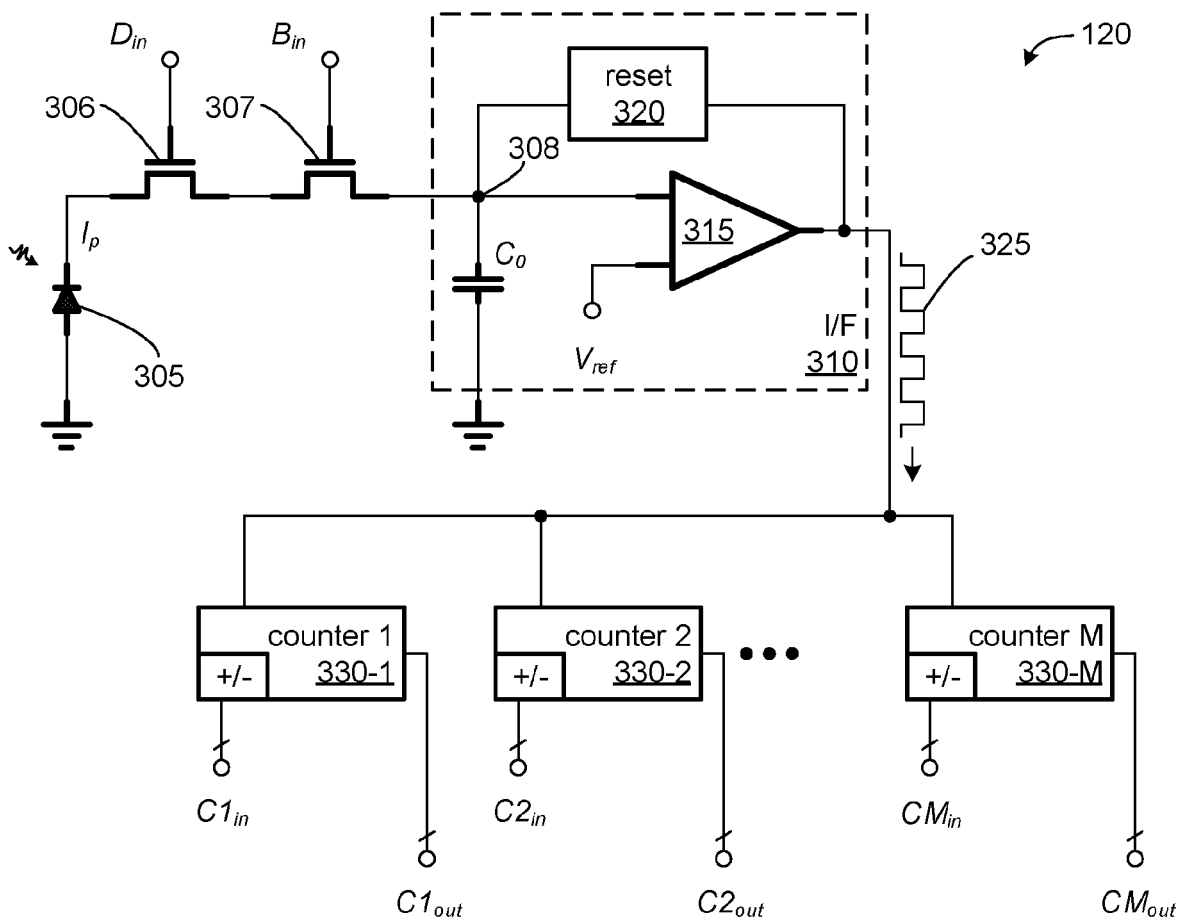 D_in
B_in
120
306
307
reset
320
308
I_p
C_0
315
325
305
V_ref
I/F
310
counter 1
330-1
+/-
counter 2
330-2
+/-
counter M
330-M
+/-
C1_in
C2_in
CM_in
C1_out
C2_out
CM_out